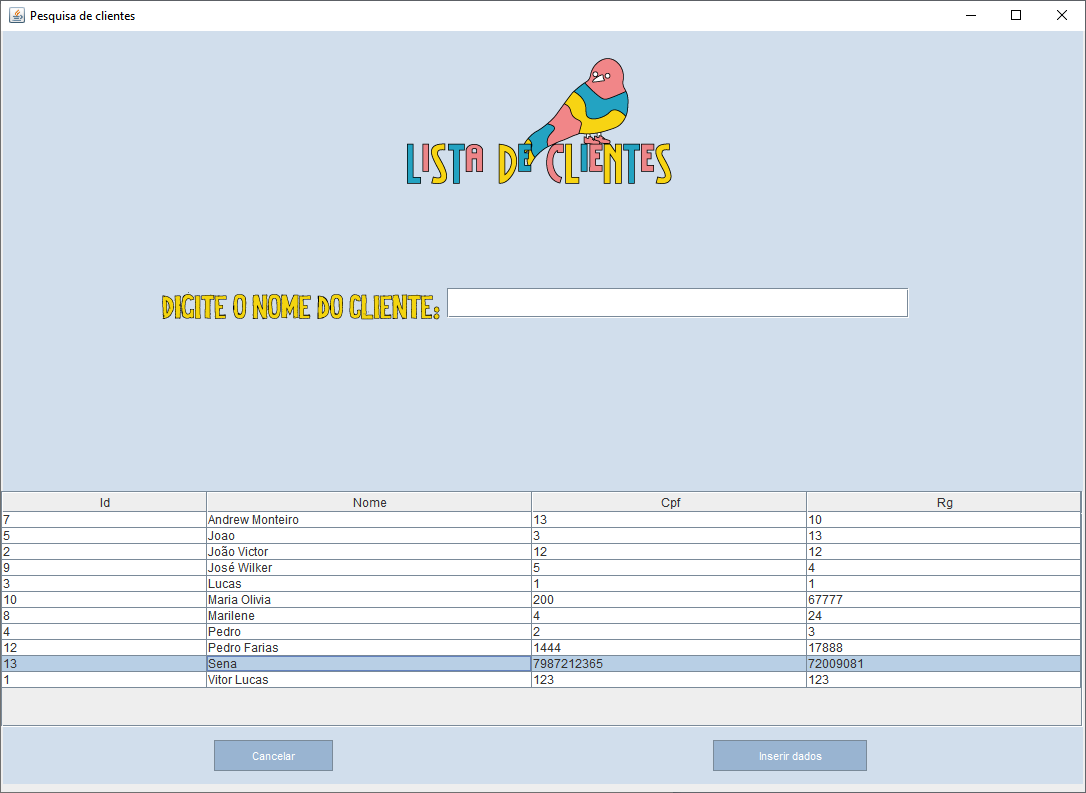 Pesquisa de clientes
LISTA DE CLIENTES
DIGITE O NOME DO CLIENTE:
Id Nome Cpf Rg
7 Andrew Monteiro 13 10
5 Joao 3 13
2 João Victor 12 12
9 José Wilker 5 4
3 Lucas 1 1
10 Maria Olivia 200 67777
8 Marilene 4 24
4 Pedro 2 3
12 Pedro Farias 1444 17888
13 Sena 7987212365 72009081
1 Vitor Lucas 123 123
Cancelar Inserir dados